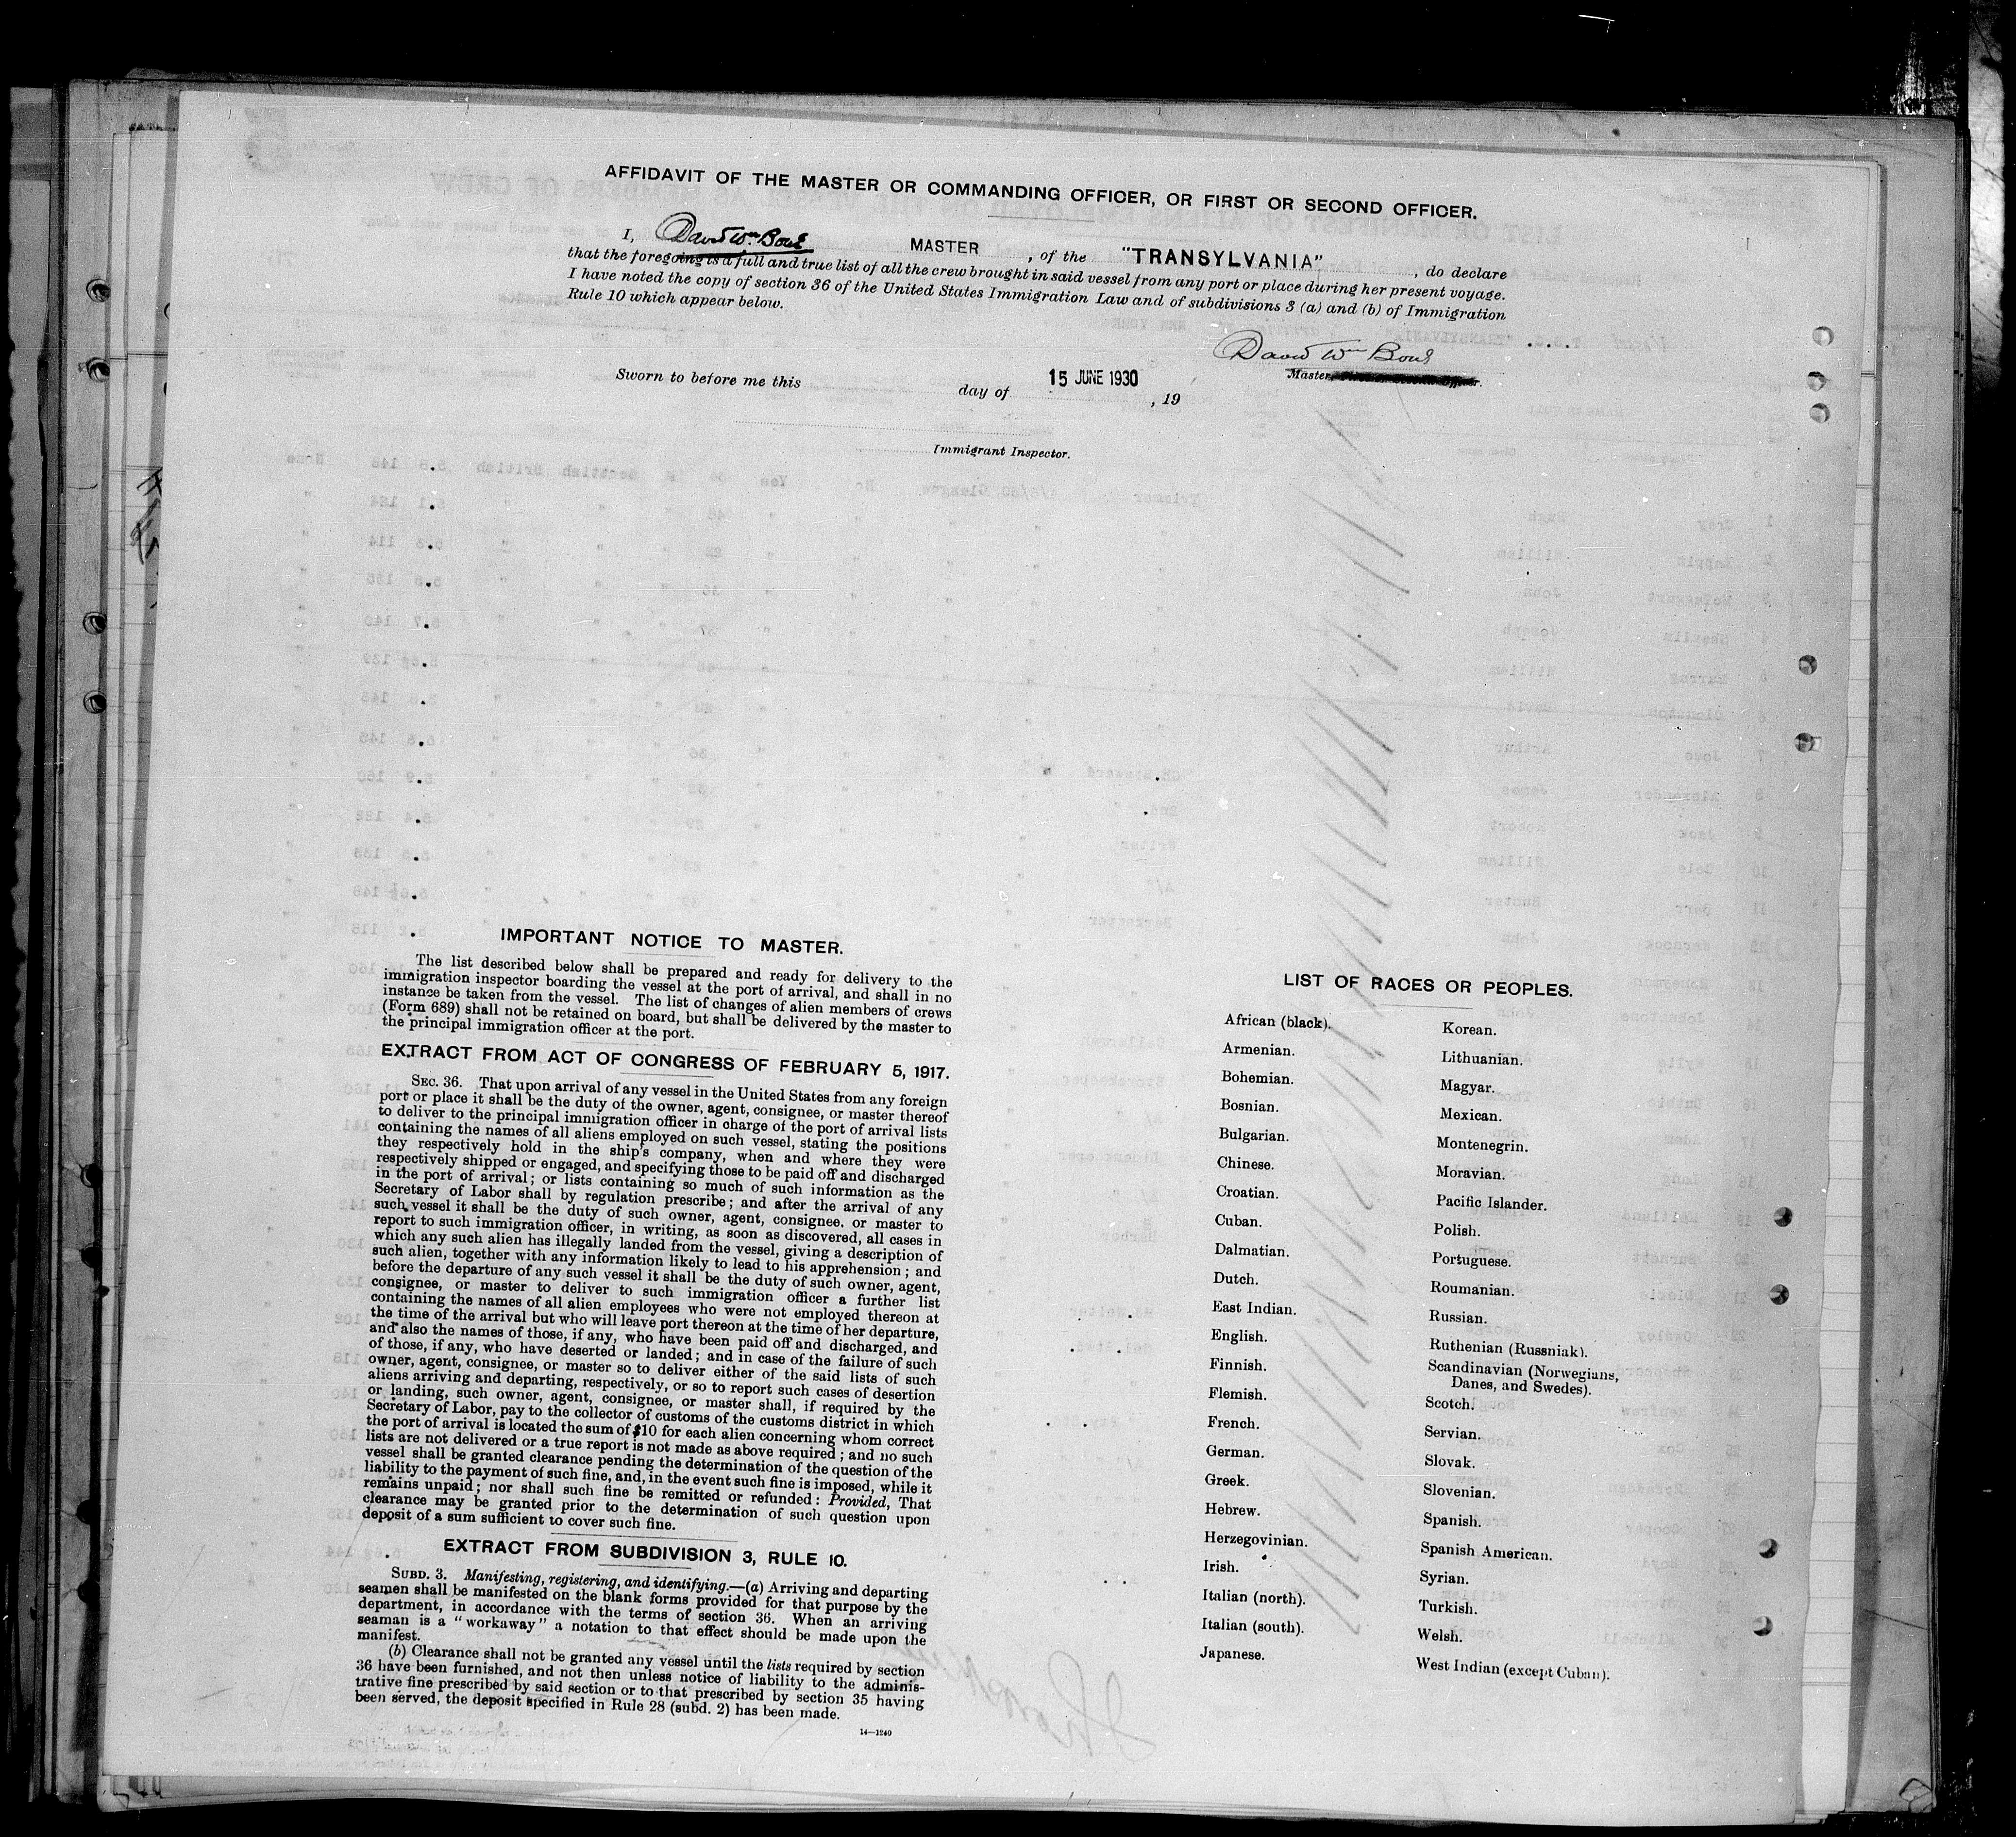 AFFIDAVIT OF THE MASTER OR COMMANDING OFFICER, OR FIRST OR SECOND OFFICER.
I, David Wm. Bone MASTER, of the "TRANSYLVANIA", do declare
that the foregoing is a full and true list of all the crew brought in said vessel from any port or place during her present voyage.
I have noted the copy of section 36 of the United States Immigration Law and of subdivisions 3 (a) and (b) of Immigration
Rule 10 which appear below.
David Wm Bone
Master, First or Second Officer.
Sworn to before me this day of 15 JUNE 1930, 19
Immigrant Inspector.
IMPORTANT NOTICE TO MASTER.
The list described below shall be prepared and ready for delivery to the
immigration inspector boarding the vessel at the port of arrival, and shall in no
instance be taken from the vessel. The list of changes of alien members of crews
(Form 689) shall not be retained on board, but shall be delivered by the master to
the principal immigration officer at the port.
EXTRACT FROM ACT OF CONGRESS OF FEBRUARY 5, 1917.
SEC. 36. That upon arrival of any vessel in the United States from any foreign
port or place it shall be the duty of the owner, agent, consignee, or master thereof
to deliver to the principal immigration officer in charge of the port of arrival lists
containing the names of all aliens employed on such vessel, stating the positions
they respectively hold in the ship's company, when and where they were
respectively shipped or engaged, and specifying those to be paid off and discharged
in the port of arrival; or lists containing so much of such information as the
Secretary of Labor shall by regulation prescribe; and after the arrival of any
such vessel it shall be the duty of such owner, agent, consignee, or master to
report to such immigration officer, in writing, as soon as discovered, all cases in
which any such alien has illegally landed from the vessel, giving a description of
such alien, together with any information likely to lead to his apprehension; and
before the departure of any such vessel it shall be the duty of such owner, agent,
consignee, or master to deliver to such immigration officer a further list
containing the names of all alien employees who were not employed thereon at
the time of the arrival but who will leave port thereon at the time of her departure,
and also the names of those, if any, who have been paid off and discharged, and
of those, if any, who have deserted or landed; and in case of the failure of such
owner, agent, consignee, or master so to deliver either of the said lists of such
aliens arriving and departing, respectively, or so to report such cases of desertion
or landing, such owner, agent, consignee, or master shall, if required by the
Secretary of Labor, pay to the collector of customs of the customs district in which
the port of arrival is located the sum of $10 for each alien concerning whom correct
lists are not delivered or a true report is not made as above required; and no such
vessel shall be granted clearance pending the determination of the question of the
liability to the payment of such fine, and, in the event such fine is imposed, while it
remains unpaid; nor shall such fine be remitted or refunded: Provided, That
clearance may be granted prior to the determination of such question upon
deposit of a sum sufficient to cover such fine.
EXTRACT FROM SUBDIVISION 3, RULE 10.
SUBD. 3. Manifesting, registering, and identifying.—(a) Arriving and departing
seamen shall be manifested on the blank forms provided for that purpose by the
department, in accordance with the terms of section 36. When an arriving
seaman is a "workaway" a notation to that effect should be made upon the
manifest.
(b) Clearance shall not be granted any vessel until the lists required by section
36 have been furnished, and not then unless notice of liability to the adminis-
trative fine prescribed by said section or to that prescribed by section 35 having
been served, the deposit specified in Rule 28 (subd. 2) has been made.
14—1240
LIST OF RACES OR PEOPLES.
African (black).
Armenian.
Bohemian.
Bosnian.
Bulgarian.
Chinese.
Croatian.
Cuban.
Dalmatian.
Dutch.
East Indian.
English.
Finnish.
Flemish.
French.
German.
Greek.
Hebrew.
Herzegovinian.
Irish.
Italian (north).
Italian (south).
Japanese.
Korean.
Lithuanian.
Magyar.
Mexican.
Montenegrin.
Moravian.
Pacific Islander.
Polish.
Portuguese.
Roumanian.
Russian.
Ruthenian (Russniak).
Scandinavian (Norwegians,
Danes, and Swedes).
Scotch.
Servian.
Slovak.
Slovenian.
Spanish.
Spanish American.
Syrian.
Turkish.
Welsh.
West Indian (except Cuban).